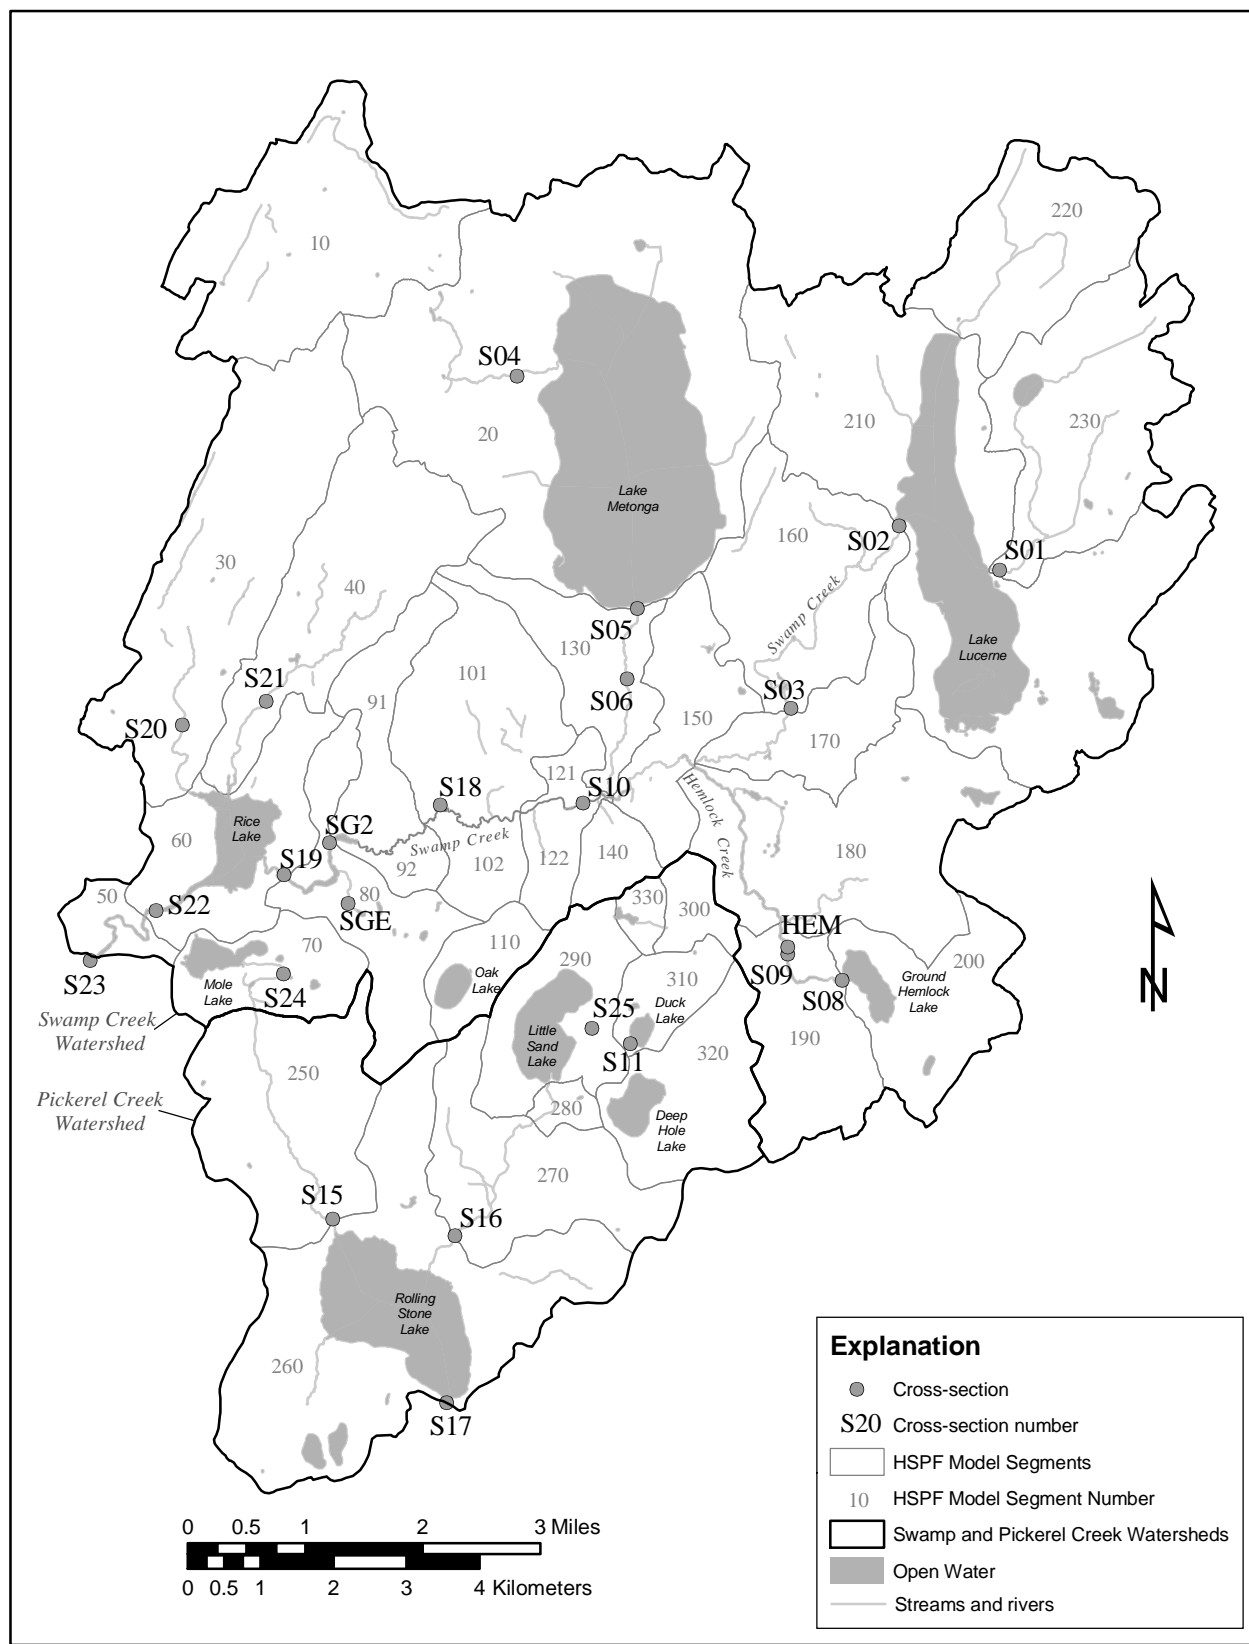 220
10
S04
210
230
20
Lake
Metonga
160
S02
S01
30
40
Swamp Creek
S05
130
Lake
Lucerne
101
S21
91
S06
S03
150
S20
170
121
S10
S18
Hemlock Creek
Rice
Lake
SG2
Swamp Creek
60
92
102
122
140
180
S19
50
80
330
300
S22
SGE
HEM
70
110
290
310
S09
200
S23
Mole
Lake
S24
Oak
Lake
S08
Ground
Hemlock
Lake
Duck
Lake
S25
Swamp Creek
Watershed
Little
Sand
Lake
S11
190
320
250
Pickerel Creek
Watershed
280
Deep
Hole
Lake
270
S15
S16
Rolling
Stone
Lake
260
S17
N
Explanation
Cross-section
S20 Cross-section number
HSPF Model Segments
10 HSPF Model Segment Number
Swamp and Pickerel Creek Watersheds
Open Water
Streams and rivers
0 0.5 1 2 3 Miles
0 0.5 1 2 3 4 Kilometers